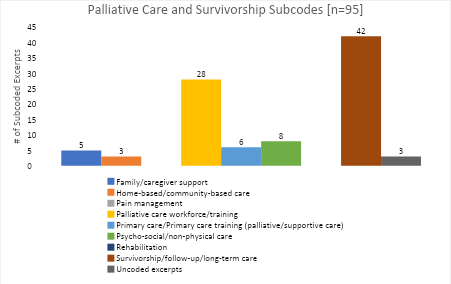 Palliative Care and Survivorship Subcodes [n=95]
# of Subcoded Excerpts
45
40
35
30
25
20
15
10
5
0
5
3
28
6
8
42
3
Family/caregiver support
Home-based/community-based care
Pain management
Palliative care workforce/training
Primary care/Primary care training (palliative/supportive care)
Psycho-social/non-physical care
Rehabilitation
Survivorship/follow-up/long-term care
Uncoded excerpts